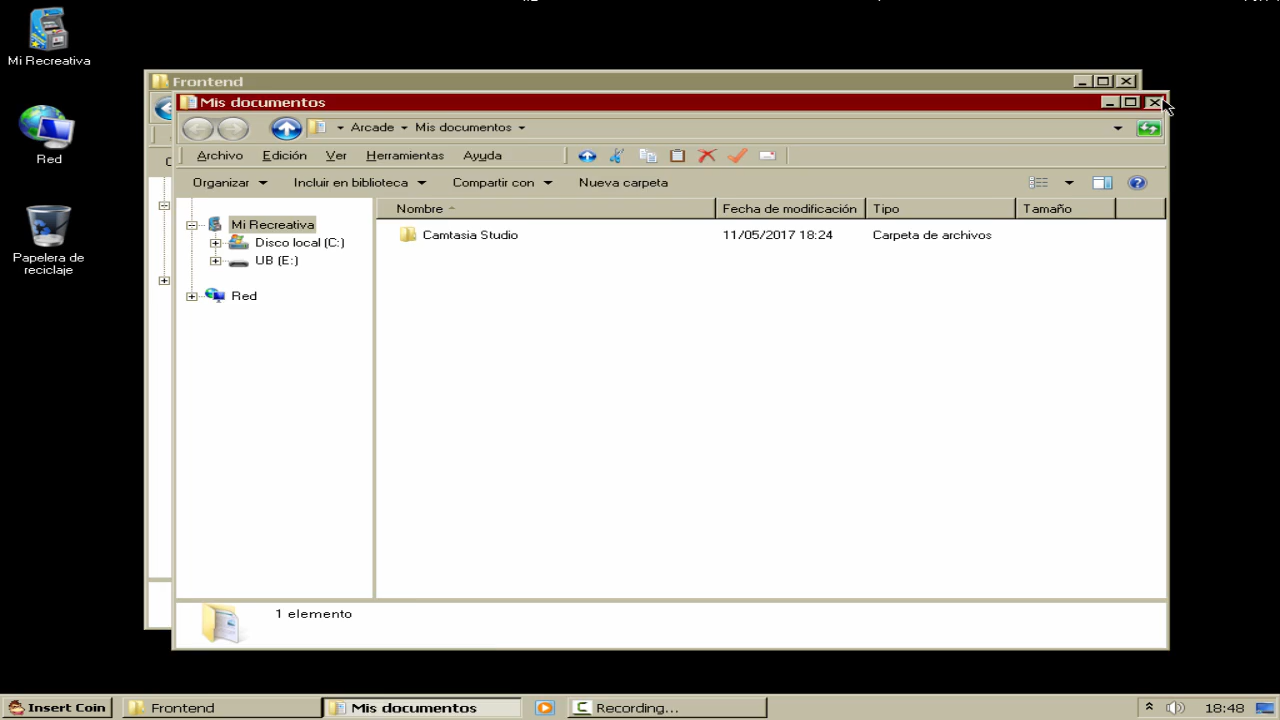 Mi Recreativa
Red
Papelera de
reciclaje
Frontend
Mis documentos
Arcade Mis documentos
Archivo Edición Ver Herramientas Ayuda
Organizar Incluir en biblioteca Compartir con Nueva carpeta
Nombre Fecha de modificación Tipo Tamaño
Mi Recreativa
Disco local (C:)
UB (E:)
Red
Camtasia Studio 11/05/2017 18:24 Carpeta de archivos
1 elemento
Insert Coin Frontend Mis documentos Recording... 18:48